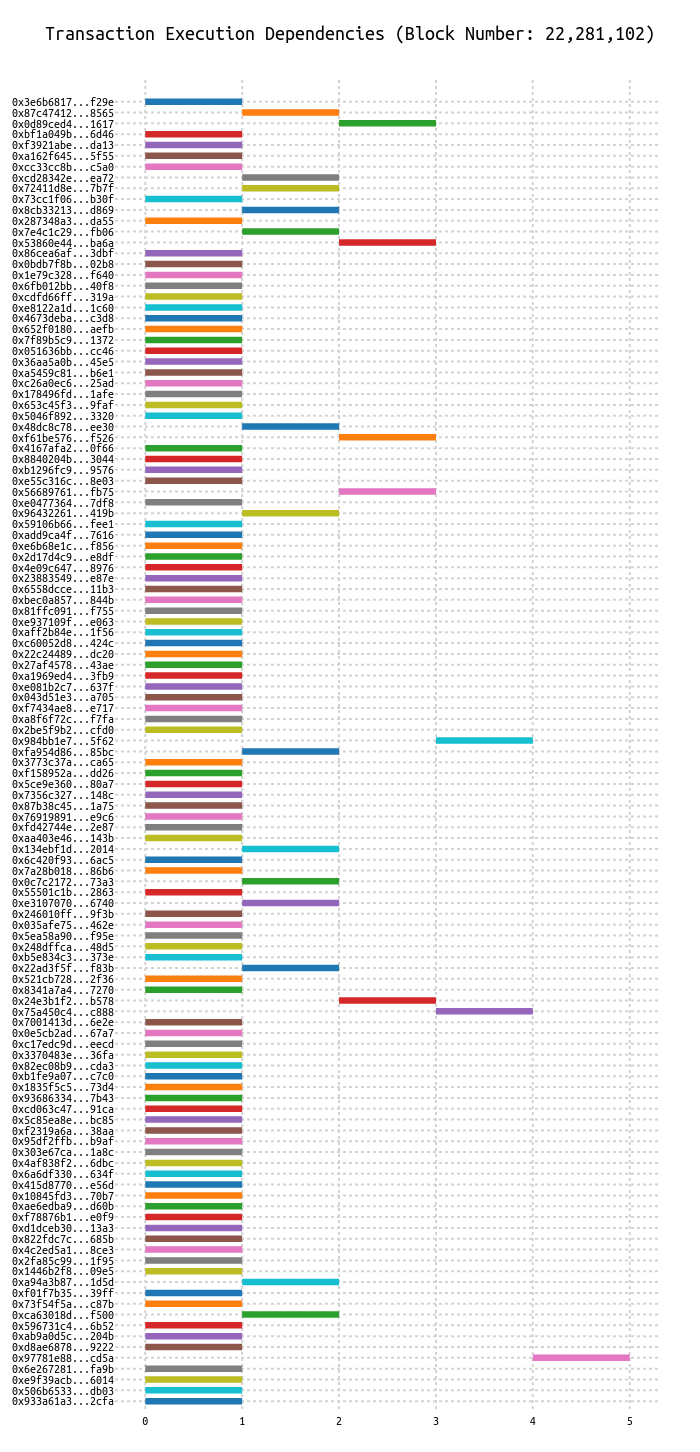 Transaction Execution Dependencies (Block Number: 22,281,102)
0x3e6b6817...f29e
0x87c47412...8565
0x0d89ced4...1617
0xbf1a049b...6d46
0xf3921abe...da13
0xa162f645...5f55
0xcc33cc8b...c5a0
0xcd28342e...ea72
0x72411d8e...7b7f
0x73cc1f06...b30f
0x8cb33213...d869
0x287348a3...da55
0x7e4c1c29...fb06
0x53860e44...ba6a
0x86cea6af...3dbf
0x0bdb7f8b...02b8
0x1e79c328...f640
0x6fb012bb...40f8
0xcdfd66ff...319a
0xe8122a1d...1c60
0x4673deba...c3d8
0x652f0180...aefb
0x7f89b5c9...1372
0x051636bb...cc46
0x36aa5a0b...45e5
0xa5459c81...b6e1
0xc26a0ec6...25ad
0x178496fd...1afe
0x653c45f3...9faf
0x5046f892...3320
0x48dc8c78...ee30
0xf61be576...f526
0x4167afa2...0f66
0x8840204b...3044
0xb1296fc9...9576
0xe55c316c...8e03
0x56689761...fb75
0xe0477364...7df8
0x96432261...419b
0x59106b66...fee1
0xadd9ca4f...7616
0xe6b68e1c...f856
0x2d17d4c9...e8df
0x4e09c647...8976
0x23883549...e87e
0x6558dcce...11b3
0xbec0a857...844b
0x81ffc091...f755
0xe937109f...e063
0xaff2b84e...1f56
0xc60052d8...424c
0x22c24489...dc20
0x27af4578...43ae
0xa1969ed4...3fb9
0xe081b2c7...637f
0x043d51e3...a705
0xf7434ae8...e717
0xa8f6f72c...f7fa
0x2be5f9b2...cfd0
0x984bb1e7...5f62
0xfa954d86...85bc
0x3773c37a...ca65
0xf158952a...dd26
0x5ce9e360...80a7
0x7356c327...148c
0x87b38c45...1a75
0x76919891...e9c6
0xfd42744e...2e87
0xaa403e46...143b
0x134ebf1d...2014
0x6c420f93...6ac5
0x7a28b018...86b6
0x0c7c2172...73a3
0x55501c1b...2863
0xe3107070...6740
0x246010ff...9f3b
0x035afe75...462e
0x5ea58a90...f95e
0x248dffca...48d5
0xb5e834c3...373e
0x22ad3f5f...f83b
0x521cb728...2f36
0x8341a7a4...7270
0x24e3b1f2...b578
0x75a450c4...c888
0x7001413d...6e2e
0x0e5cb2ad...67a7
0xc17edc9d...eecd
0x3370483e...36fa
0x82ec08b9...cda3
0xb1fe9a07...c7c0
0x1835f5c5...73d4
0x93686334...7b43
0xcd063c47...91ca
0x5c85ea8e...bc85
0xf2319a6a...38aa
0x95df2ffb...b9af
0x303e67ca...1a8c
0x4af838f2...6dbc
0x6a6df330...634f
0x415d8770...e56d
0x10845fd3...70b7
0xae6edba9...d60b
0xf78876b1...e0f9
0xd1dceb30...13a3
0x822fdc7c...685b
0x4c2ed5a1...8ce3
0x2fa85c99...1f95
0x1446b2f8...09e5
0xa94a3b87...1d5d
0xf01f7b35...39ff
0x73f54f5a...c87b
0xca63018d...f500
0x596731c4...6b52
0xab9a0d5c...204b
0xd8ae6878...9222
0x97781e88...cd5a
0x6e267281...fa9b
0xe9f39acb...6014
0x506b6533...db03
0x933a61a3...2cfa
0 1 2 3 4 5